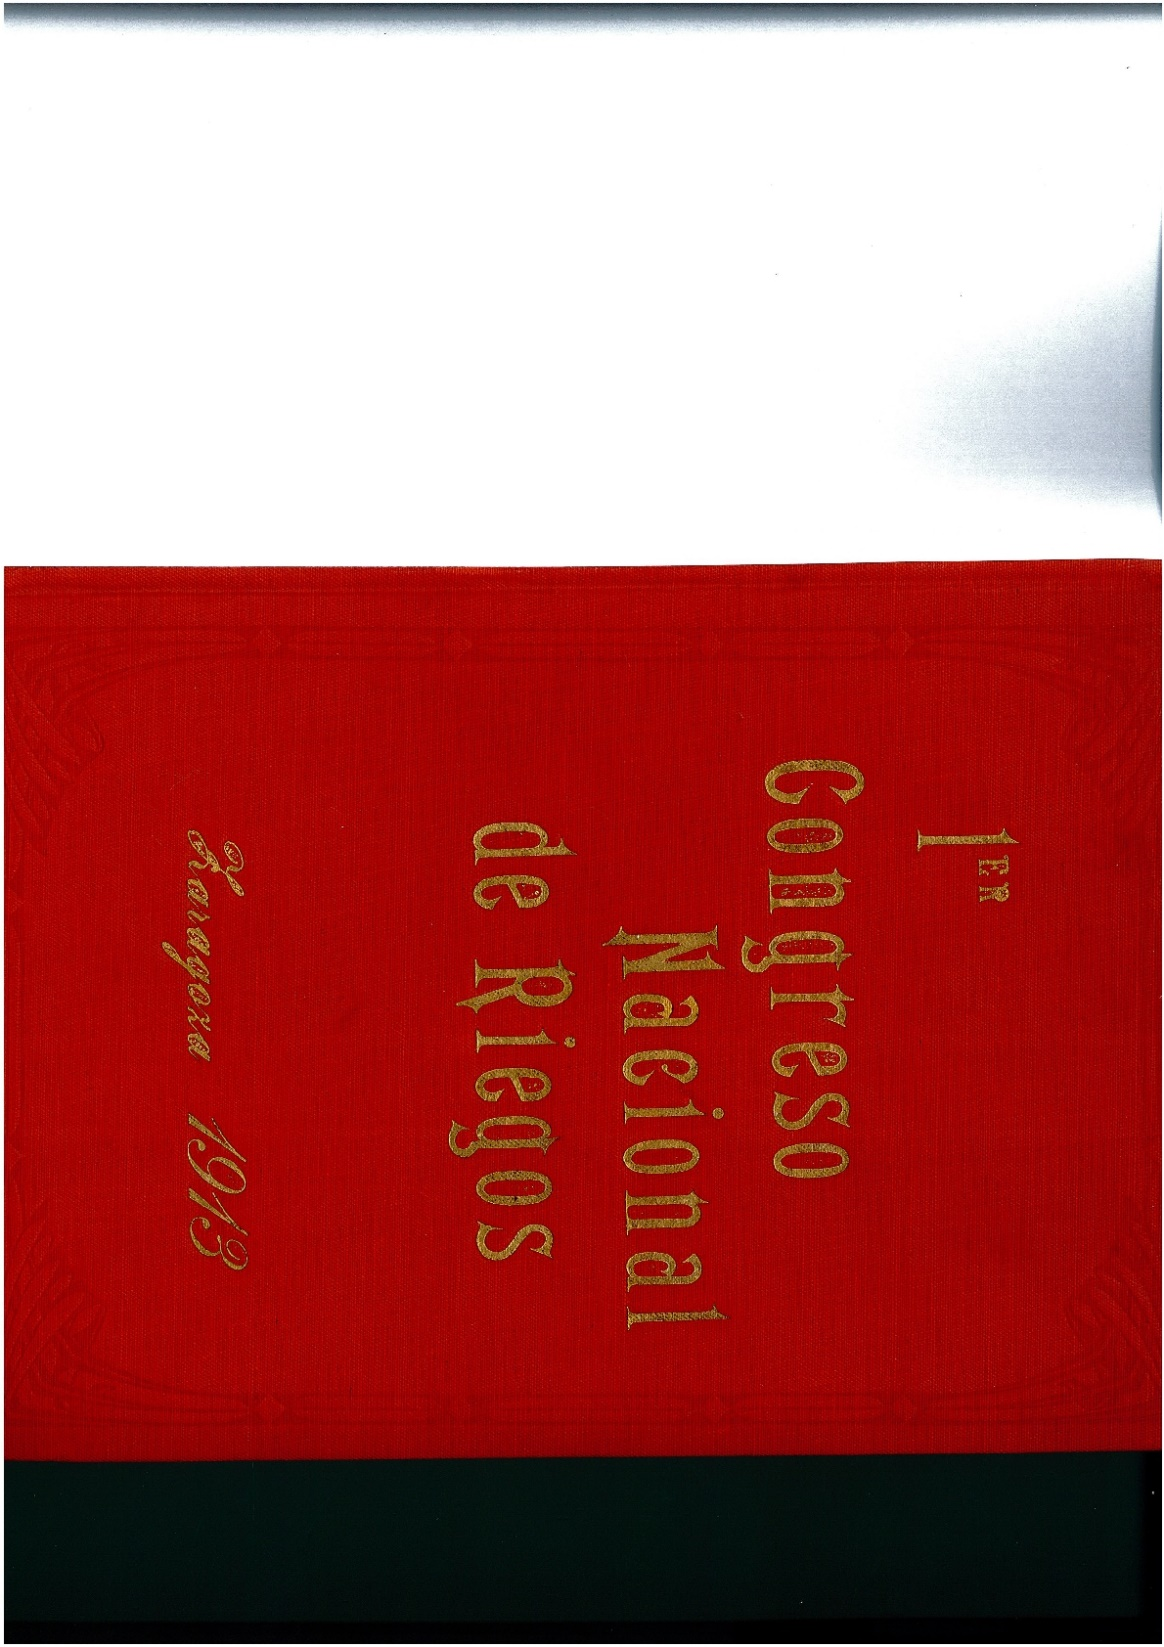 1ER
Congreso
Nacional
de Riegos
Zaragoza 1913